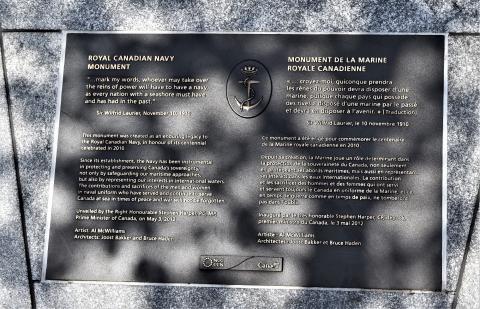 ROYAL CANADIAN NAVY
MONUMENT
"...mark my words, whoever may take over
the reins of power will have to have a navy,
as every nation with a seashore must have
and has had in the past."
Sir Wilfrid Laurier, November 10, 1910
This monument was created as an enduring legacy to
the Royal Canadian Navy, in honour of its centennial
celebrated in 2010.
Since its establishment, the Navy has been instrumental
in protecting and preserving Canada's sovereignty,
not only by safeguarding our maritime approaches,
but also by representing our interests in international waters.
The contributions and sacrifices of the men and women
in naval uniform who have served and continue to serve
Canada at sea in times of peace and war will not be forgotten.
Unveiled by the Right Honourable Stephen Harper, PC, MP,
Prime Minister of Canada, on May 3, 2012
Artist: Al McWilliams
Architects: Joost Bakker and Bruce Haden
MONUMENT DE LA MARINE
ROYALE CANADIENNE
« ... croyez-moi, quiconque prendra
les rênes du pouvoir devra disposer d'une
marine, puisque chaque pays qui possède
des rives a disposé d'une marine par le passé
et devra en disposer à l'avenir. » [Traduction]
Sir Wilfrid Laurier, le 10 novembre 1910
Ce monument a été érigé pour commémorer le centenaire
de la Marine royale canadienne en 2010.
Depuis sa création, la Marine joue un rôle déterminant dans
la protection de la souveraineté du Canada, non seulement
en protégeant ses abords maritimes, mais aussi en représentant
ses intérêts dans les eaux internationales. La contribution
et les sacrifices des hommes et des femmes qui ont servi
et servent toujours le Canada en uniforme de la Marine,
en temps de guerre comme en temps de paix, ne tomberont
pas dans l'oubli.
Inauguré par le très honorable Stephen Harper, CP, député,
premier ministre du Canada, le 3 mai 2012
Artiste : Al McWilliams
Architectes : Joost Bakker et Bruce Haden
NCC
CCN
Canada